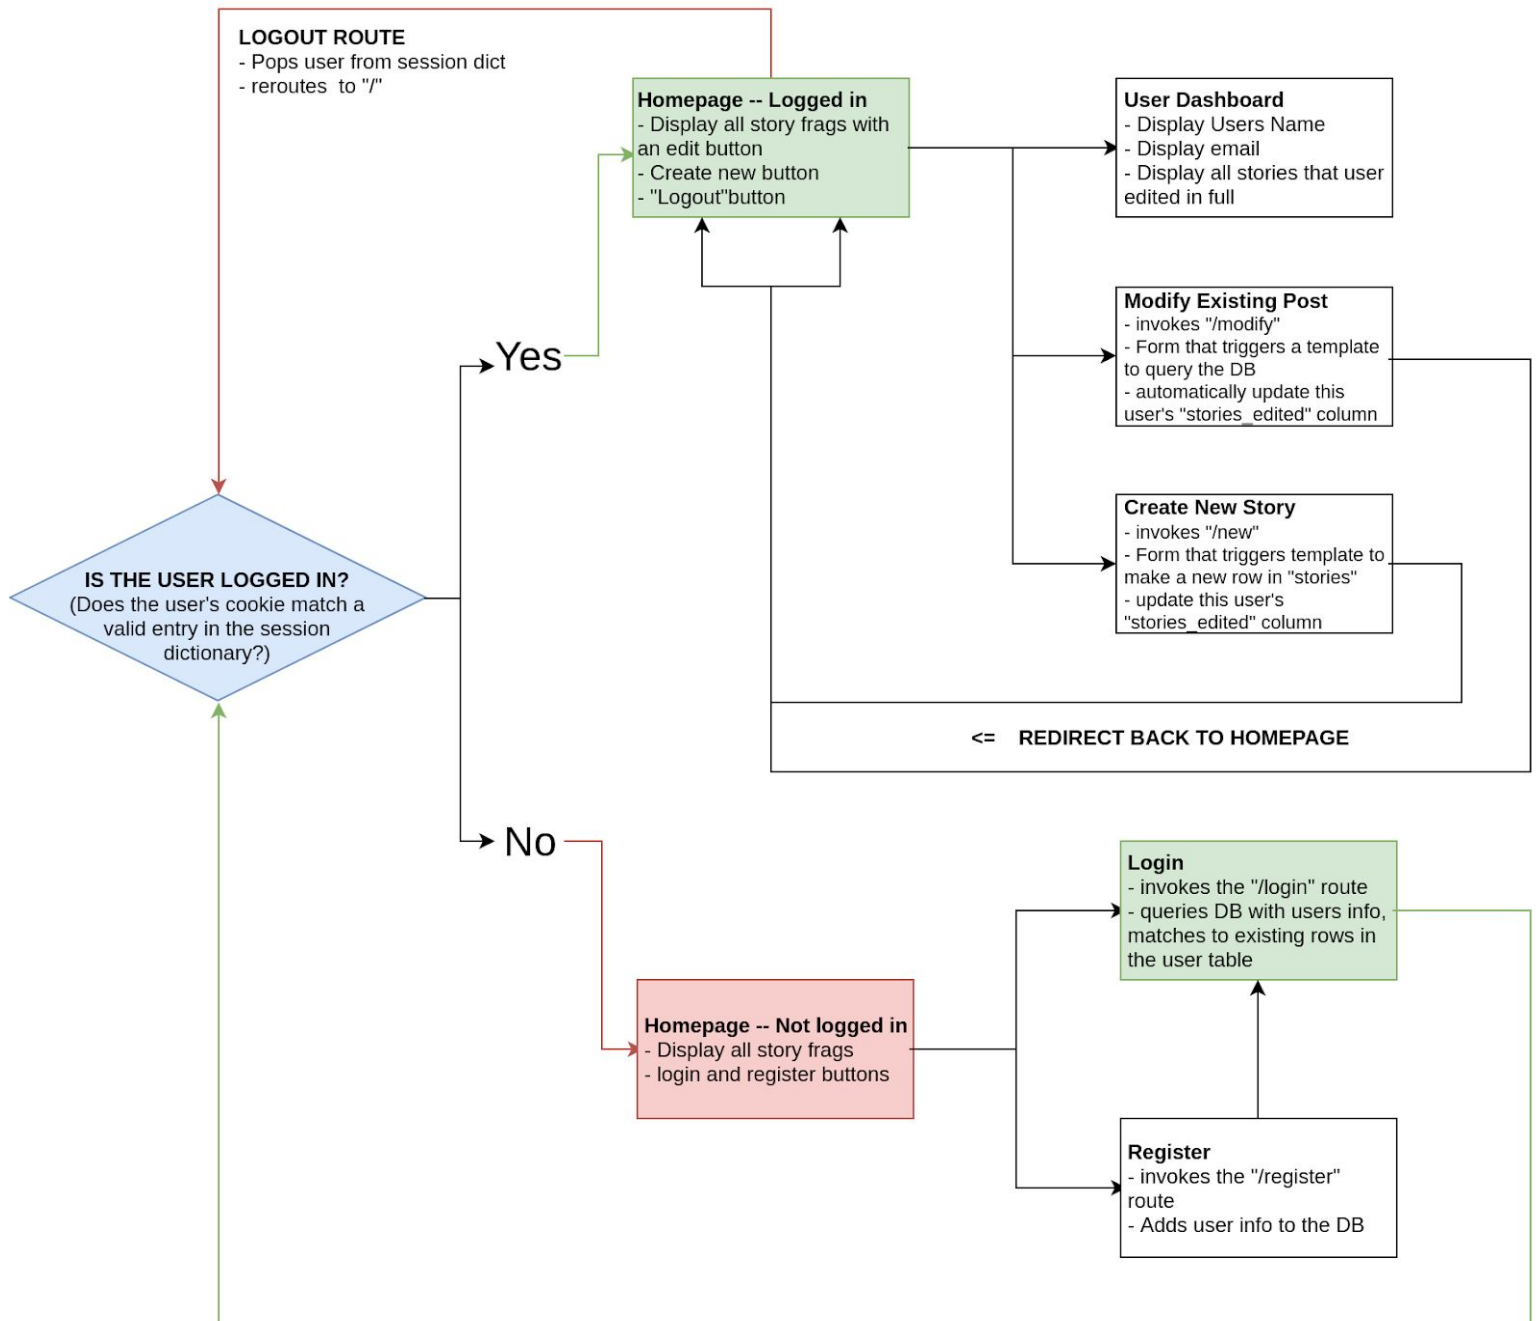 LOGOUT ROUTE
- Pops user from session dict
- reroutes  to "/"
Homepage -- Logged in
- Display all story frags with
an edit button
- Create new button
- "Logout"button
User Dashboard
- Display Users Name
- Display email
- Display all stories that user
edited in full
Modify Existing Post
- invokes "/modify"
- Form that triggers a template
to query the DB
- automatically update this
user's "stories_edited" column
Yes
Create New Story
- invokes "/new"
- Form that triggers template to
make a new row in "stories"
- update this user's
"stories_edited" column
IS THE USER LOGGED IN?
(Does the user's cookie match a
valid entry in the session
dictionary?)
<=    REDIRECT BACK TO HOMEPAGE
No
Login
- invokes the "/login" route
- queries DB with users info,
matches to existing rows in
the user table
Homepage -- Not logged in
- Display all story frags
- login and register buttons
Register
- invokes the "/register"
route
- Adds user info to the DB